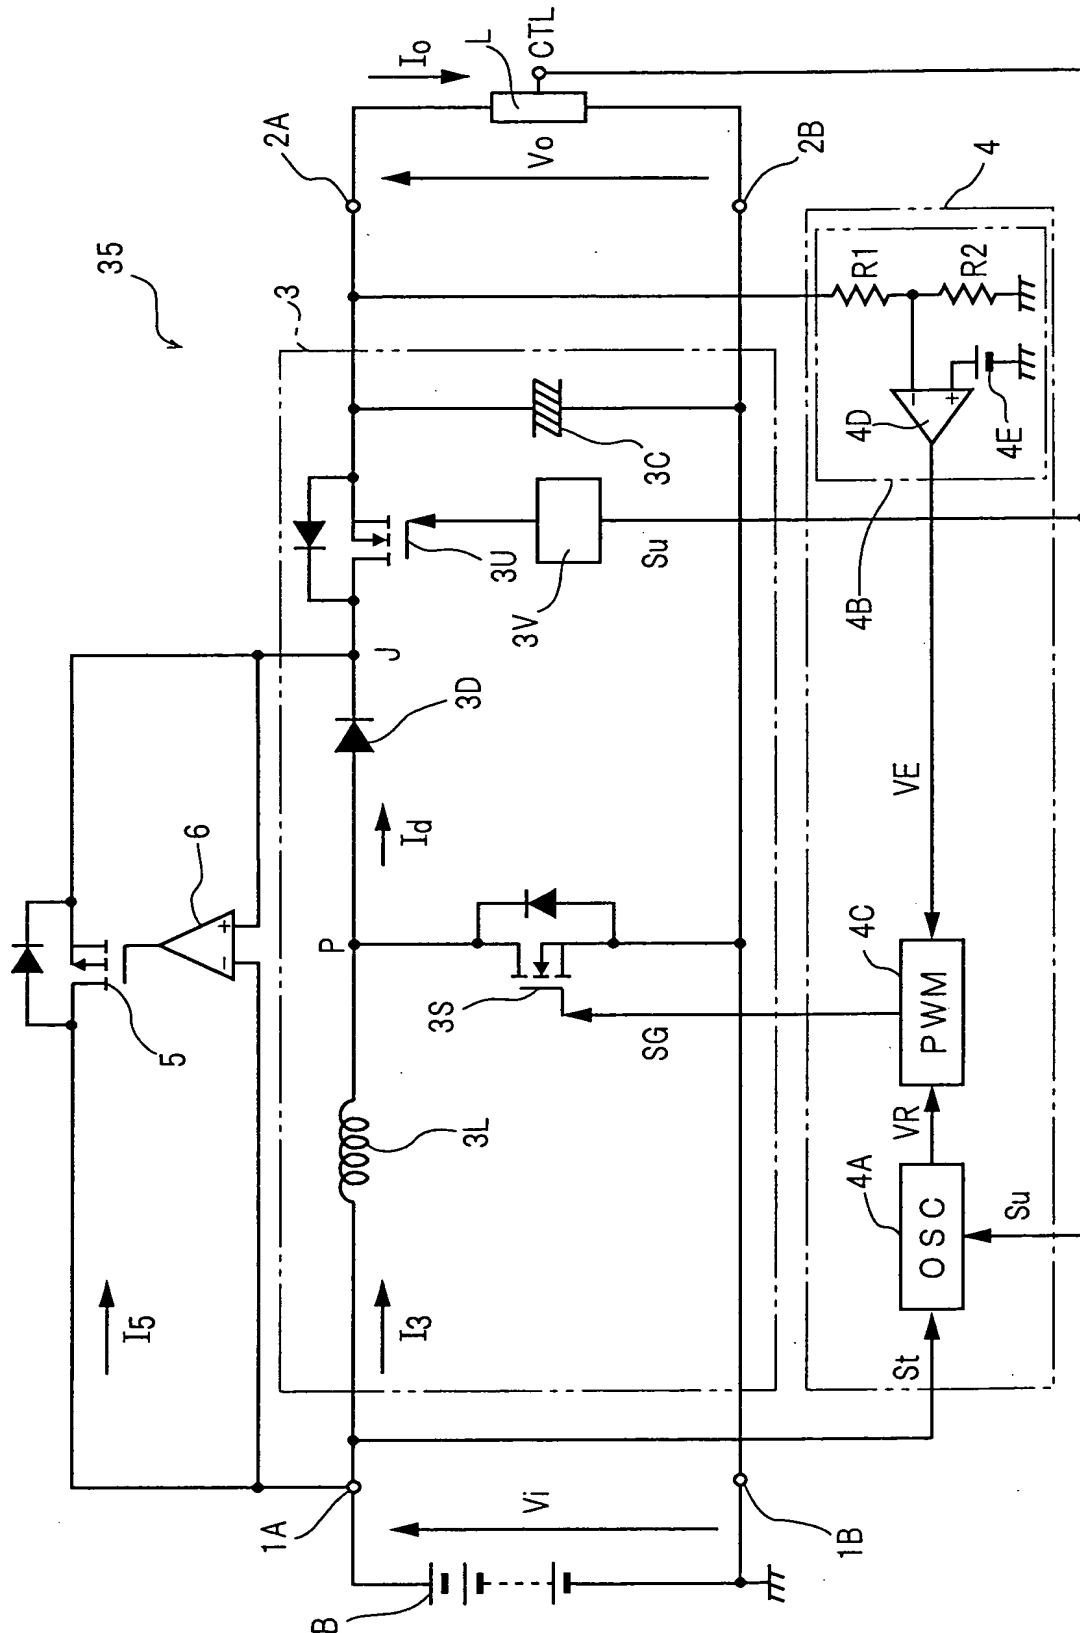 35
I5
5
6
I3
3L
P
Id
3D
J
3
2A
Io
L
CTL
1A
B
Vi
1B
3S
SG
3U
3V
Su
3C
Vo
2B
4
St
4A
OSC
Su
VR
4C
PWM
VE
4B
4D
-
+
4E
R1
R2
-
+